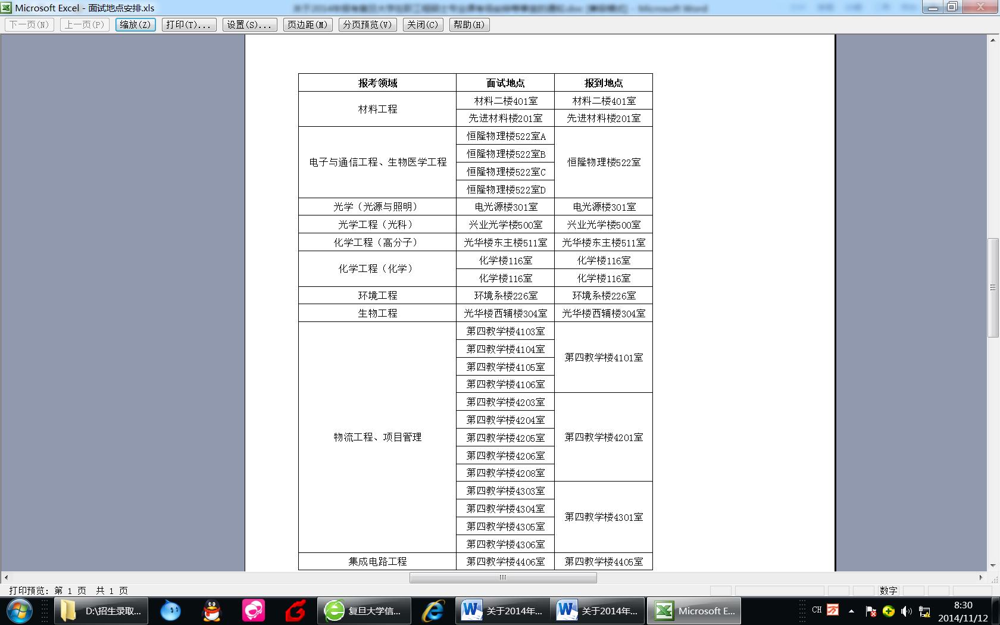 Microsoft Excel - 面试地点安排.xls
下一页(N) 上一页(P) 缩放(Z) 打印(T)... 设置(S)... 页边距(M) 分页预览(V) 关闭(C) 帮助(H)
报考领域 面试地点 报到地点
材料工程 材料二楼401室 材料二楼401室
先进材料楼201室 先进材料楼201室
电子与通信工程、生物医学工程 恒隆物理楼522室A 恒隆物理楼522室
恒隆物理楼522室B
恒隆物理楼522室C
恒隆物理楼522室D
光学（光源与照明） 电光源楼301室 电光源楼301室
光学工程（光科） 兴业光学楼500室 兴业光学楼500室
化学工程（高分子） 光华楼东主楼511室 光华楼东主楼511室
化学工程（化学） 化学楼116室 化学楼116室
化学楼116室 化学楼116室
环境工程 环境系楼226室 环境系楼226室
生物工程 光华楼西辅楼304室 光华楼西辅楼304室
物流工程、项目管理 第四教学楼4103室 第四教学楼4101室
第四教学楼4104室
第四教学楼4105室
第四教学楼4106室
第四教学楼4203室 第四教学楼4201室
第四教学楼4204室
第四教学楼4205室
第四教学楼4206室
第四教学楼4208室
第四教学楼4303室 第四教学楼4301室
第四教学楼4304室
第四教学楼4305室
第四教学楼4306室
集成电路工程 第四教学楼4406室 第四教学楼4405室
打印预览: 第 1 页 共 1 页 数字
D:\招生录取... 复旦大学信... 关于2014年... 关于2014年... Microsoft E... CH 8:30
2014/11/12